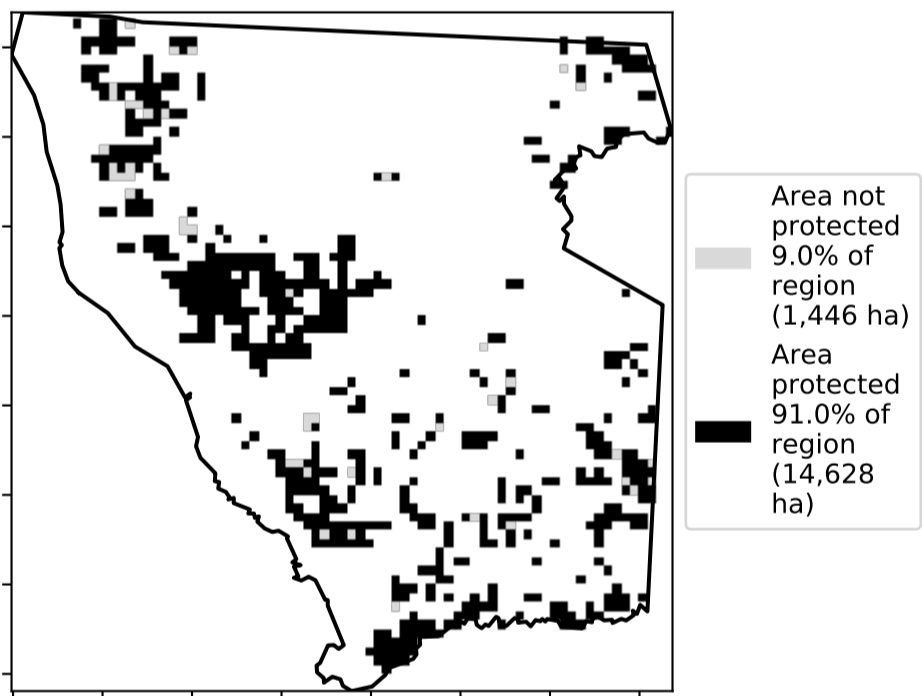 Area not
protected
9.0% of
region
(1,446 ha)
Area
protected
91.0% of
region
(14,628
ha)